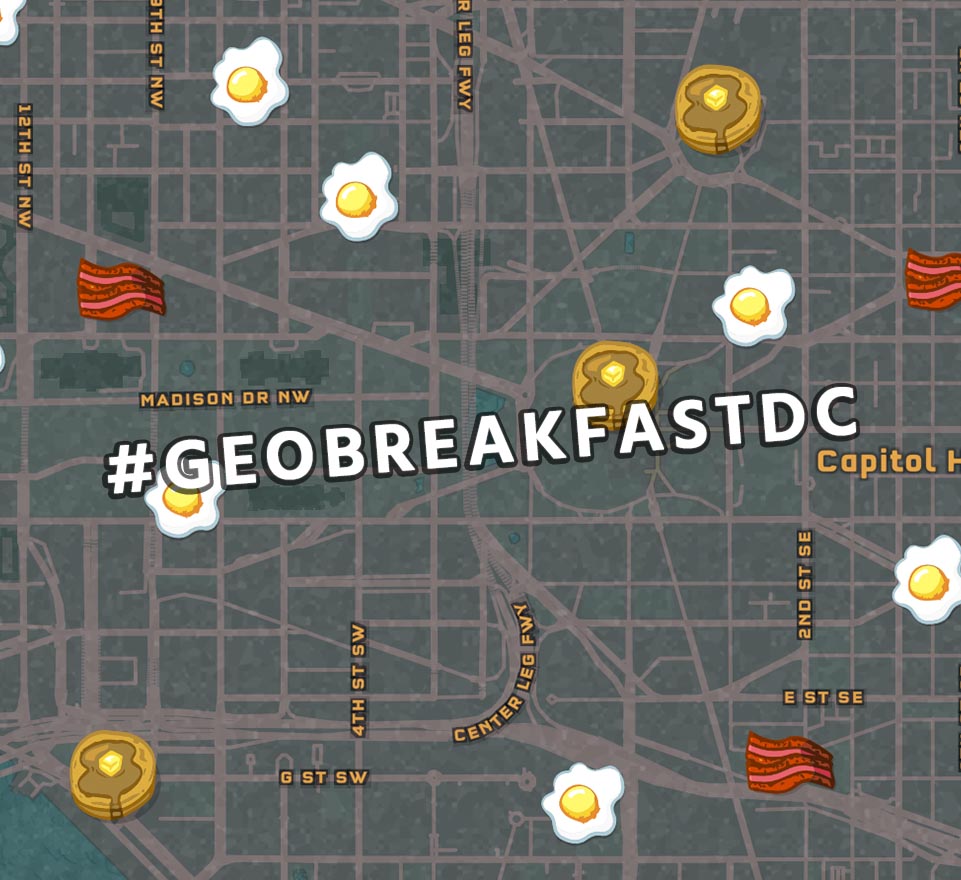 12TH ST NW
9TH ST NW
R LEG FWY
MADISON DR NW
#GEOBREAKFASTDC
Capitol H
2ND ST SE
4TH ST SW
CENTER LEG FWY
E ST SE
G ST SW